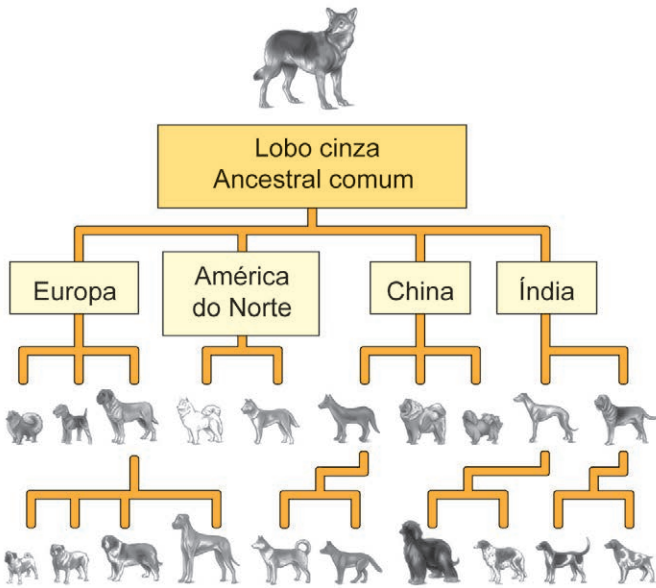 Lobo cinza
Ancestral comum
Europa
América
do Norte
China
Índia